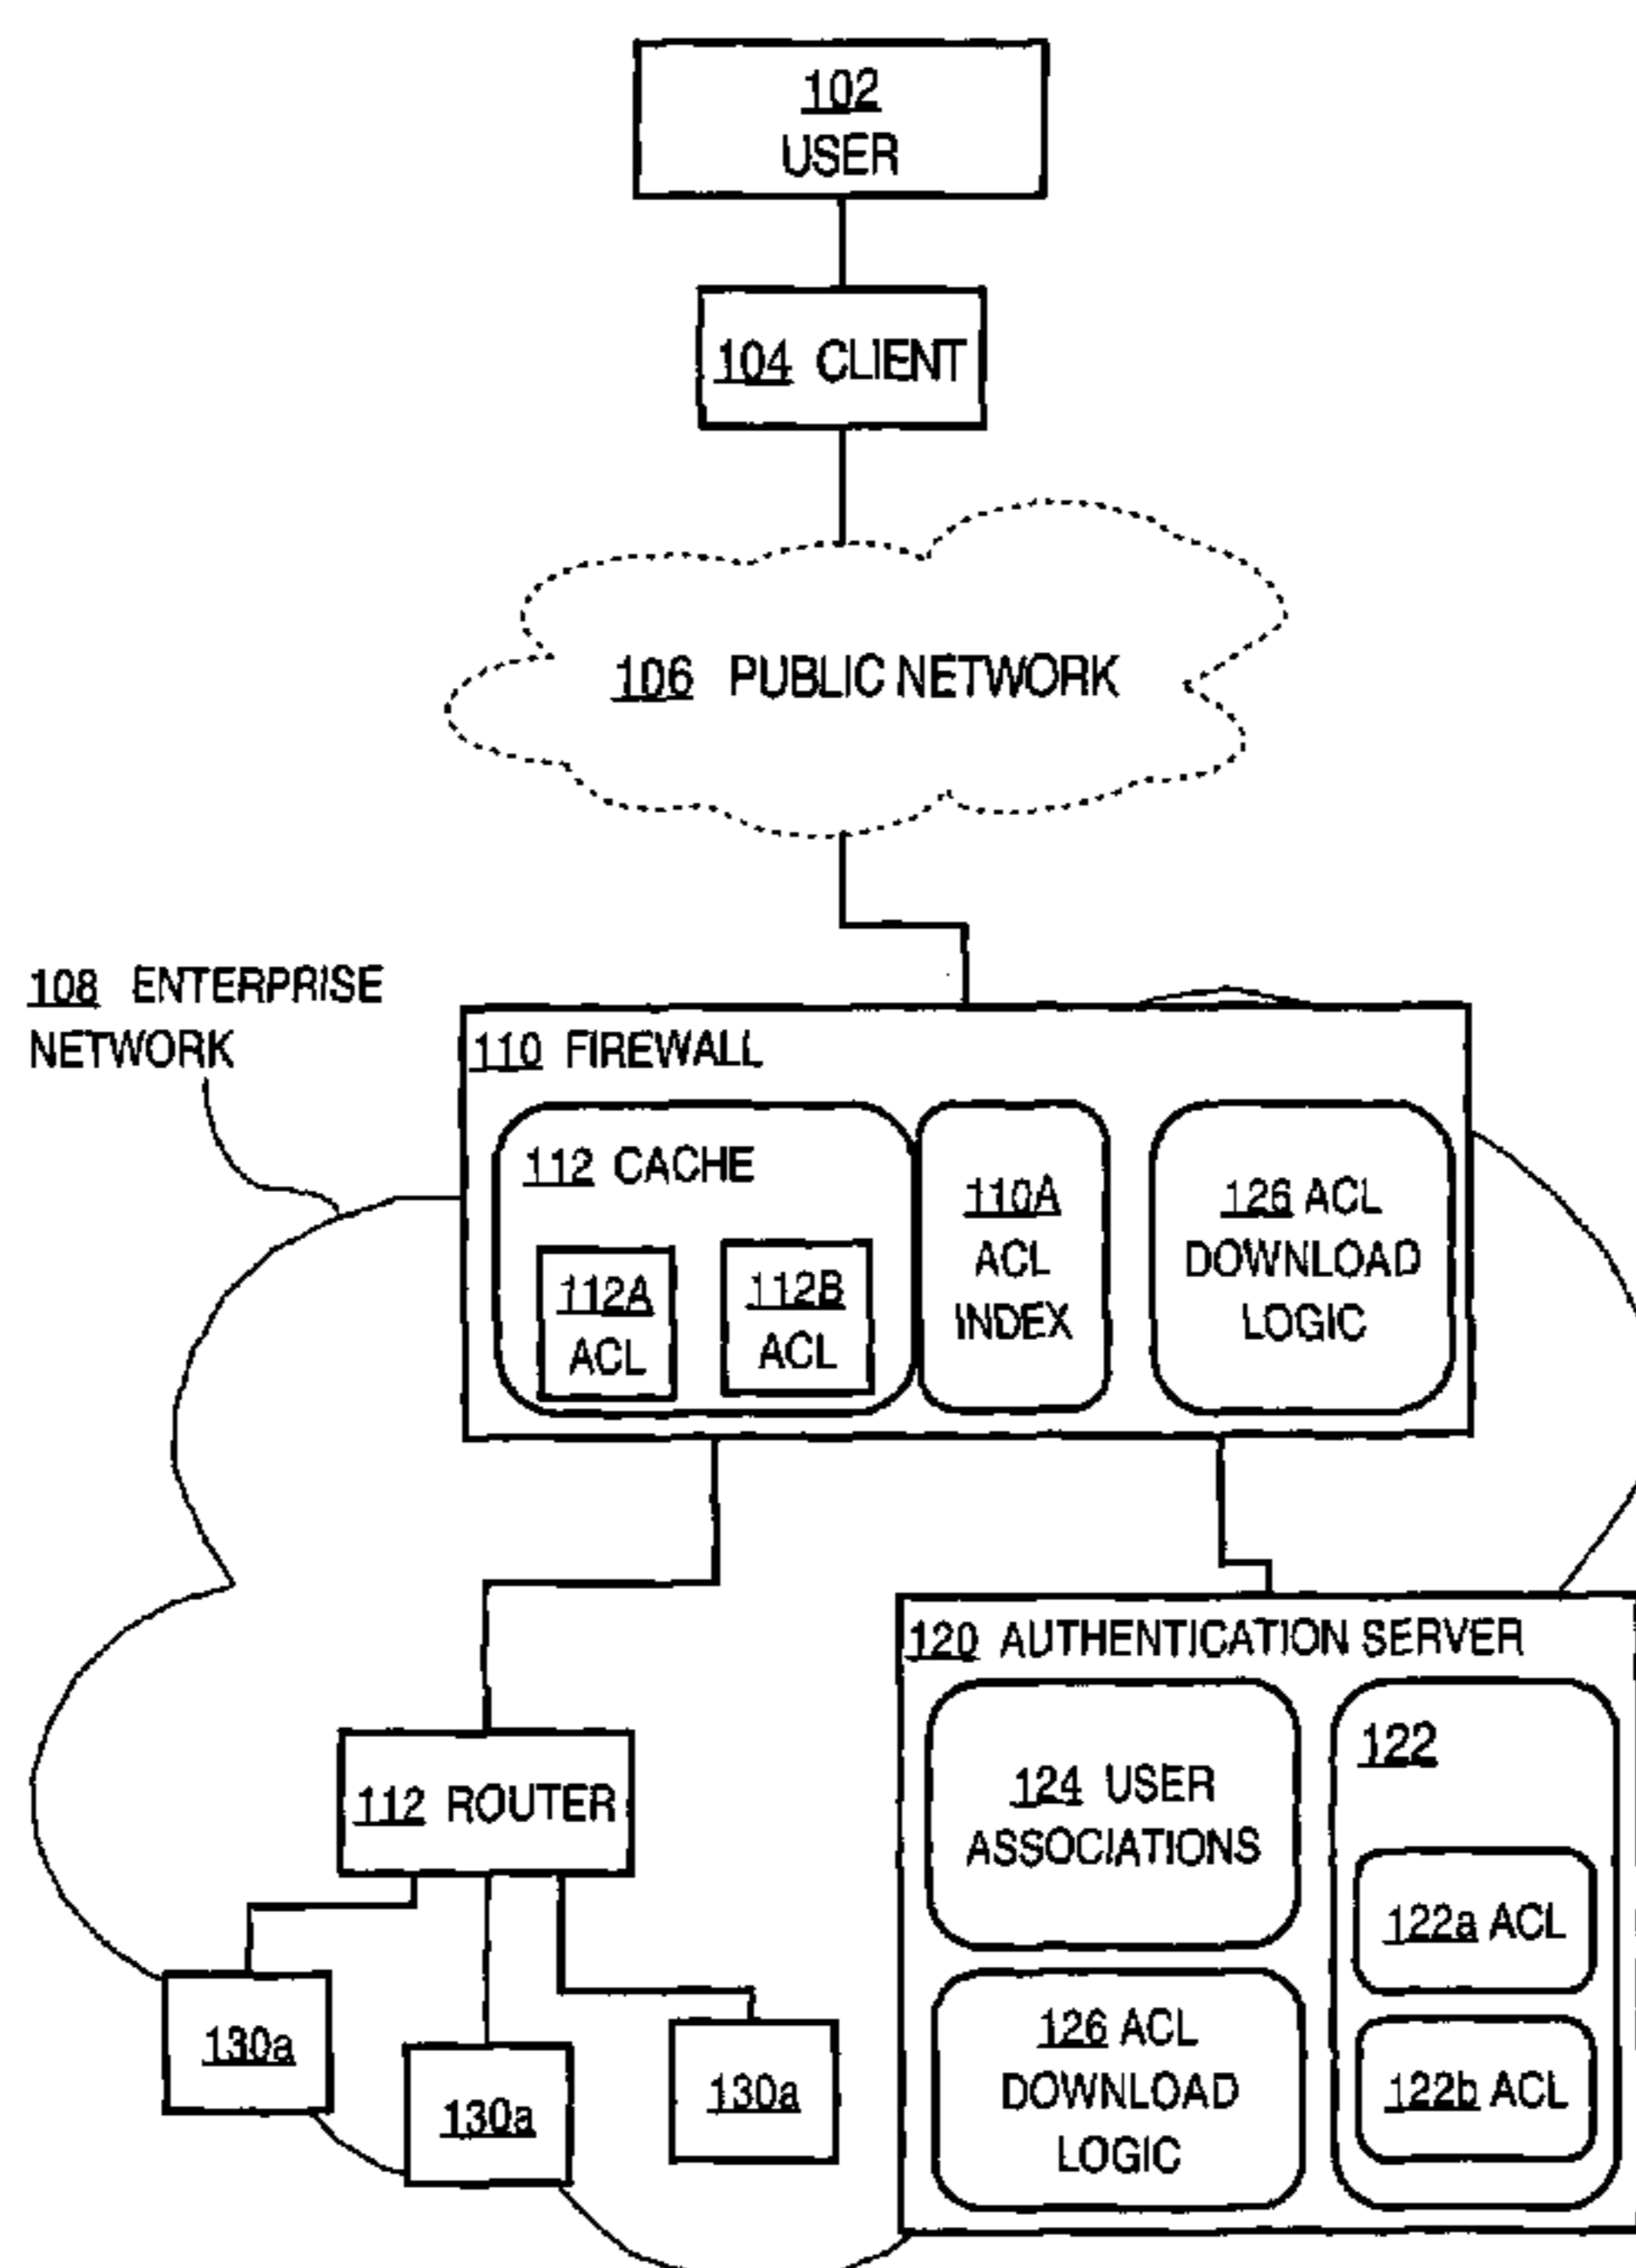 102
USER
104 CLIENT
106 PUBLIC NETWORK
108 ENTERPRISE
NETWORK
110 FIREWALL
112 CACHE
112A
ACL
112B
ACL
110A
ACL
INDEX
126 ACL
DOWNLOAD
LOGIC
112 ROUTER
130a
130a
130a
120 AUTHENTICATION SERVER
124 USER
ASSOCIATIONS
126 ACL
DOWNLOAD
LOGIC
122
122a ACL
122b ACL